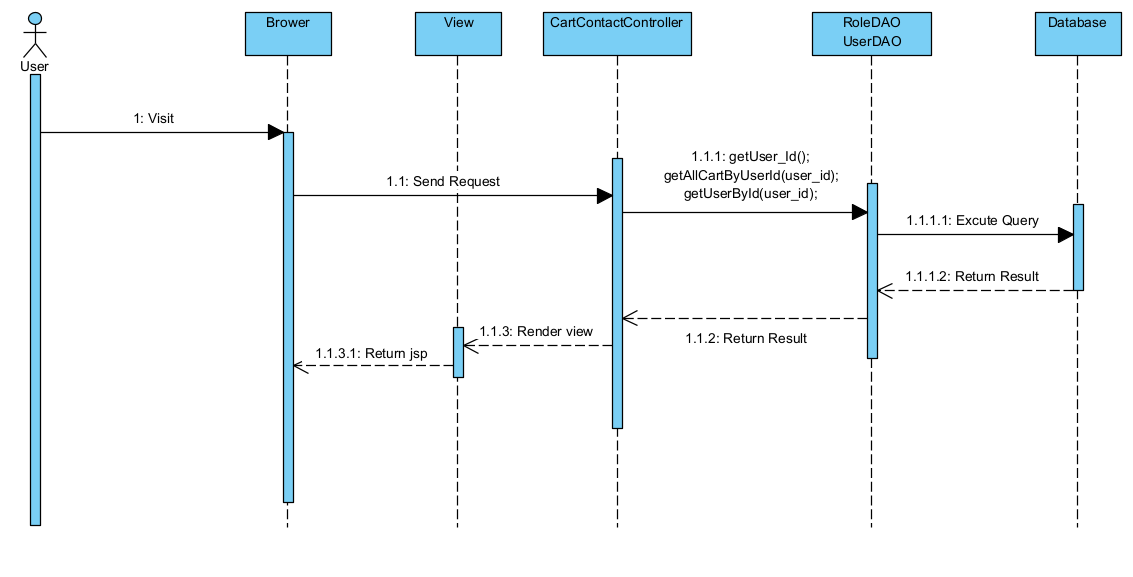 Brower
View
CartContactController
RoleDAO
UserDAO
Database
User
1: Visit
1.1: Send Request
1.1.1: getUser_Id();
getAllCartByUserId(user_id);
getUserById(user_id);
1.1.1.1: Excute Query
1.1.1.2: Return Result
1.1.2: Return Result
1.1.3: Render view
1.1.3.1: Return jsp